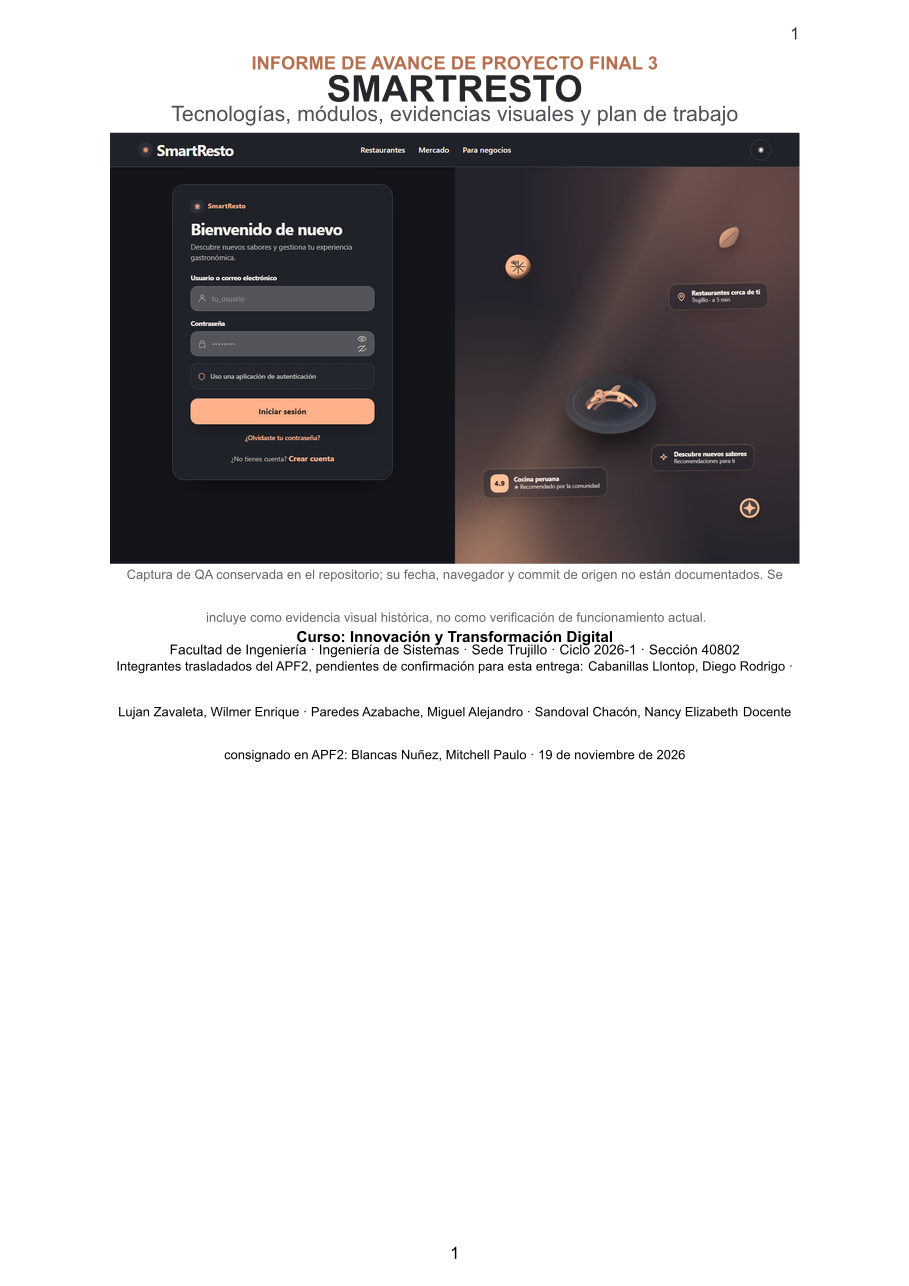 1
INFORME DE AVANCE DE PROYECTO FINAL 3
SMARTRESTO
Tecnologías, módulos, evidencias visuales y plan de trabajo
SmartResto
Restaurantes Mercado Para negocios
SmartResto
Bienvenido de nuevo
Descubre nuevos sabores y gestiona tu experiencia
gastronómica.
Usuario o correo electrónico
tu_usuario
Contraseña
••••••••
Uso una aplicación de autenticación
Iniciar sesión
¿Olvidaste tu contraseña?
¿No tienes cuenta? Crear cuenta
Restaurantes cerca de ti
Trujillo · a 5 min
Descubre nuevos sabores
Recomendaciones para ti
4.9
Cocina peruana
★ Recomendado por la comunidad
Captura de QA conservada en el repositorio; su fecha, navegador y commit de origen no están documentados. Se
incluye como evidencia visual histórica, no como verificación de funcionamiento actual.
Curso: Innovación y Transformación Digital
Facultad de Ingeniería · Ingeniería de Sistemas · Sede Trujillo · Ciclo 2026-1 · Sección 40802
Integrantes trasladados del APF2, pendientes de confirmación para esta entrega: Cabanillas Llontop, Diego Rodrigo ·
Lujan Zavaleta, Wilmer Enrique · Paredes Azabache, Miguel Alejandro · Sandoval Chacón, Nancy Elizabeth Docente
consignado en APF2: Blancas Nuñez, Mitchell Paulo · 19 de noviembre de 2026
1